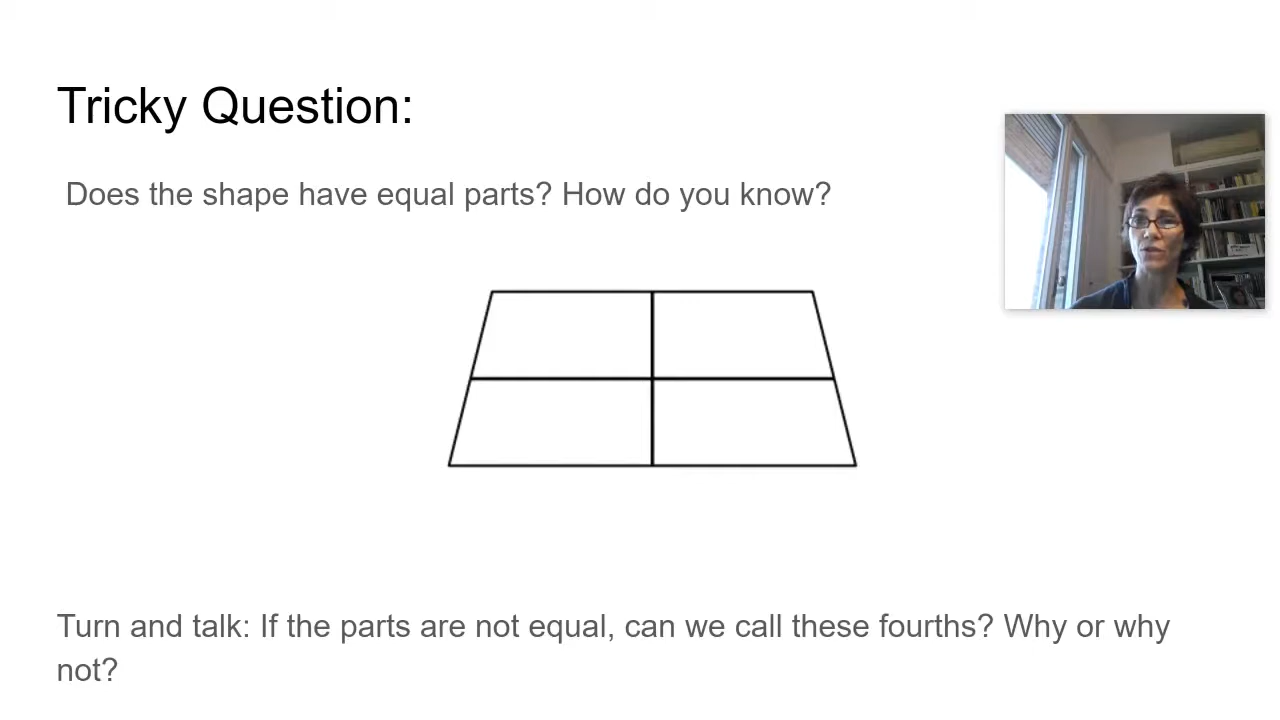 Tricky Question:
Does the shape have equal parts? How do you know?
Turn and talk: If the parts are not equal, can we call these fourths? Why or why
not?